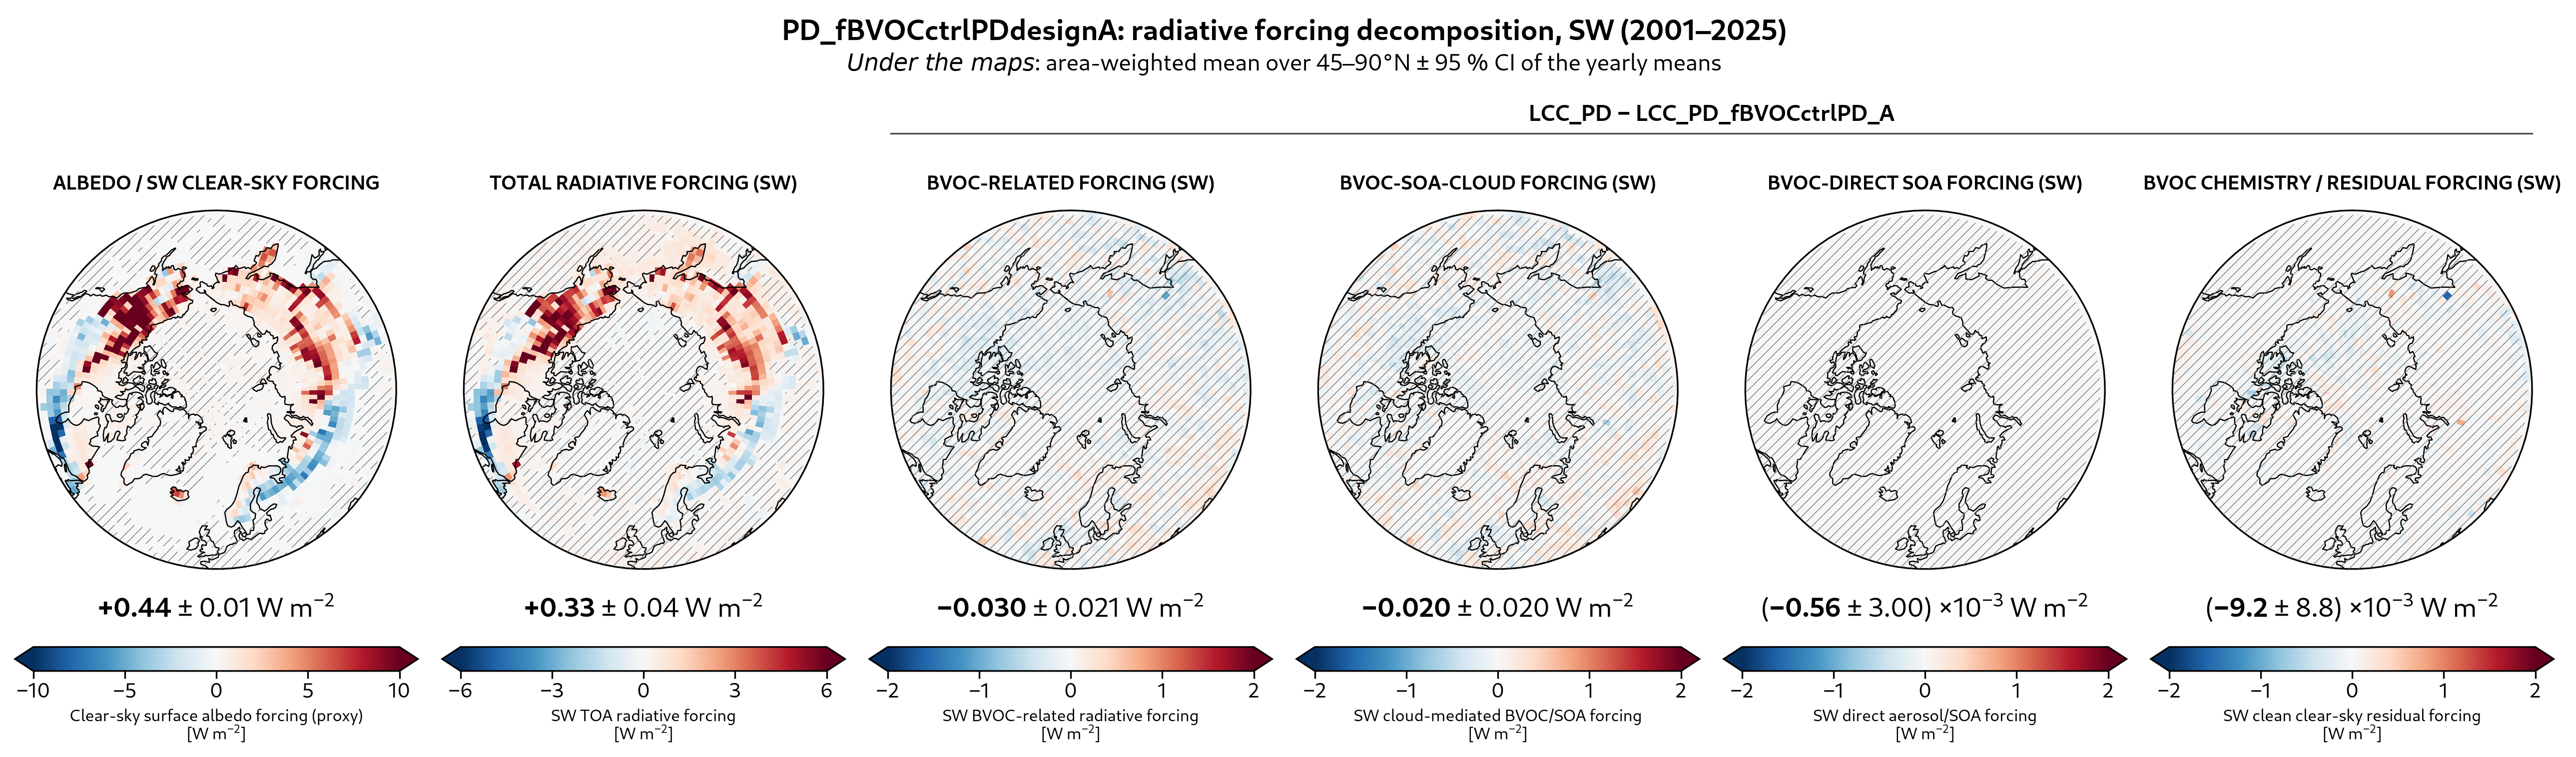 PD_fBVOCctrlPDdesignA: radiative forcing decomposition, SW (2001–2025)
Under the maps: area-weighted mean over 45–90°N ± 95 % CI of the yearly means
LCC_PD − LCC_PD_fBVOCctrlPD_A
ALBEDO / SW CLEAR-SKY FORCING
TOTAL RADIATIVE FORCING (SW)
BVOC-RELATED FORCING (SW)
BVOC-SOA-CLOUD FORCING (SW)
BVOC-DIRECT SOA FORCING (SW)
BVOC CHEMISTRY / RESIDUAL FORCING (SW)
+0.44 ± 0.01 W m⁻²
+0.33 ± 0.04 W m⁻²
−0.030 ± 0.021 W m⁻²
−0.020 ± 0.020 W m⁻²
(−0.56 ± 3.00) ×10⁻³ W m⁻²
(−9.2 ± 8.8) ×10⁻³ W m⁻²
−10 −5 0 5 10
−6 −3 0 3 6
−2 −1 0 1 2
−2 −1 0 1 2
−2 −1 0 1 2
−2 −1 0 1 2
Clear-sky surface albedo forcing (proxy)
[W m⁻²]
SW TOA radiative forcing
[W m⁻²]
SW BVOC-related radiative forcing
[W m⁻²]
SW cloud-mediated BVOC/SOA forcing
[W m⁻²]
SW direct aerosol/SOA forcing
[W m⁻²]
SW clean clear-sky residual forcing
[W m⁻²]